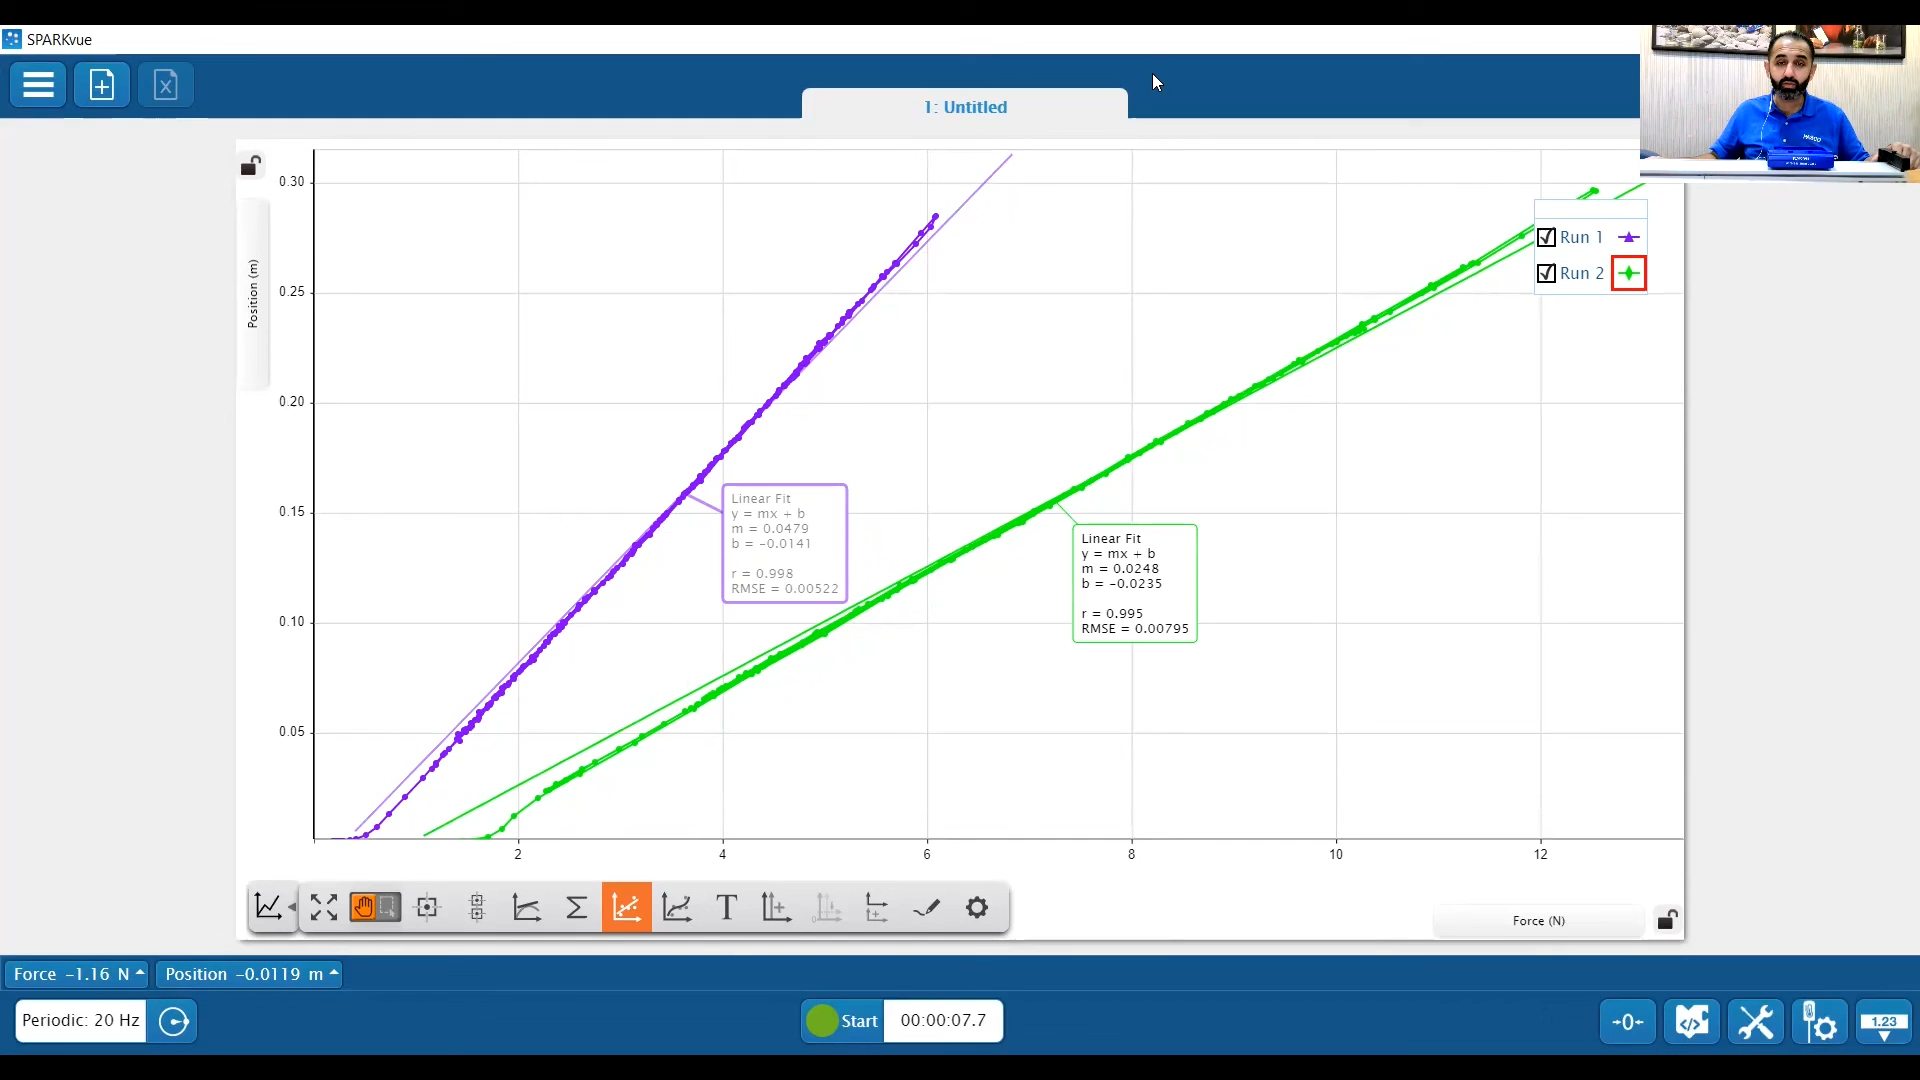 SPARKvue
1: Untitled
Position (m)
0.30
0.25
0.20
0.15
0.10
0.05
Run 1
Run 2
Linear Fit
y = mx + b
m = 0.0479
b = -0.0141
r = 0.998
RMSE = 0.00522
Linear Fit
y = mx + b
m = 0.0248
b = -0.0235
r = 0.995
RMSE = 0.00795
2
4
6
8
10
12
Force (N)
Force -1.16 N
Position -0.0119 m
Periodic: 20 Hz
Start
00:00:07.7
→0←
1.23